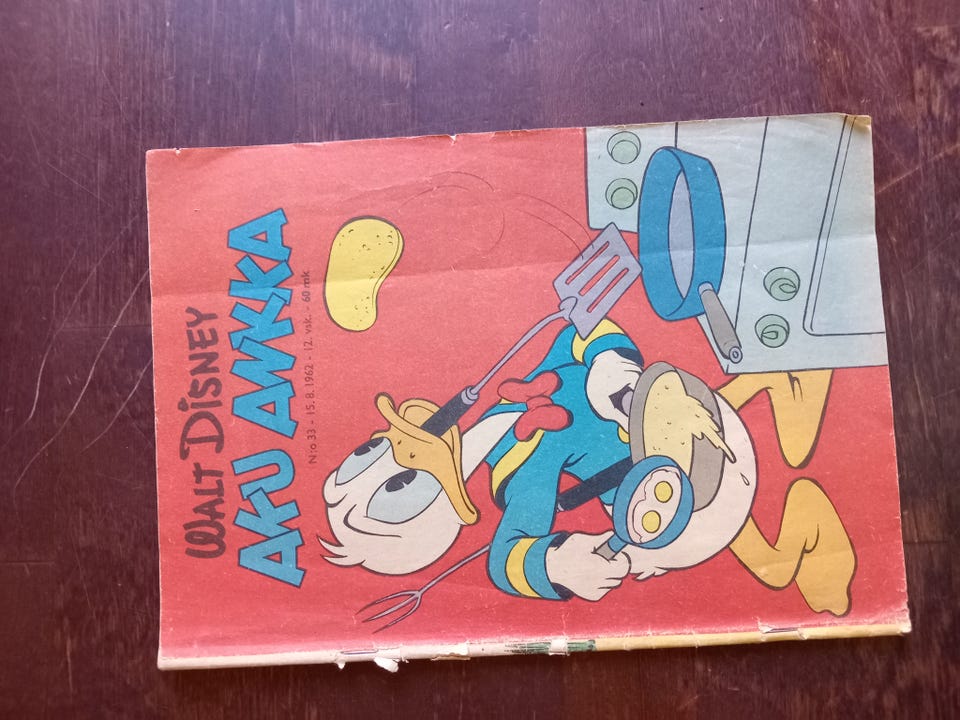 WALT DISNEY
AKU ANKKA
N:o 33 - 15.8.1962 - 12. vsk. - 60 mk